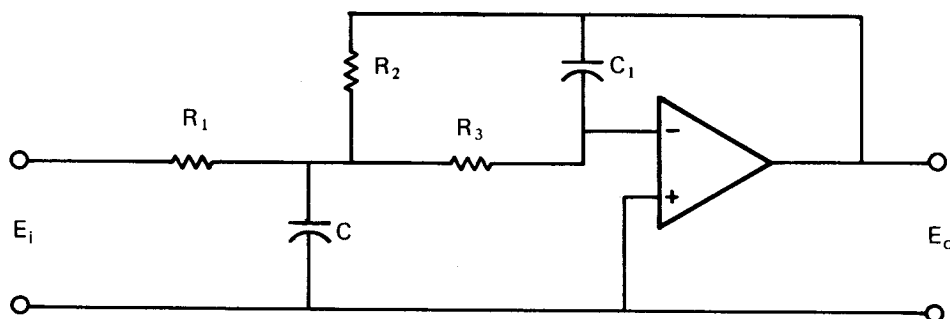 R₂
C₁
R₁
R₃
−
+
C
Eᵢ
Eₒ